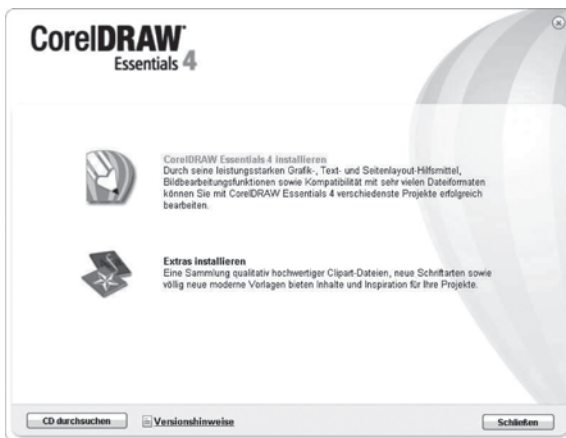 CorelDRAW
Essentials 4
CorelDRAW Essentials 4 installieren
Durch seine leistungsstarken Grafik-, Text- und Seitenlayout-Hilfsmittel,
Bildbearbeitungsfunktionen sowie Kompatibilität mit sehr vielen Dateiformaten
können Sie mit CorelDRAW Essentials 4 verschiedenste Projekte erfolgreich
bearbeiten.
Extras installieren
Eine Sammlung qualitativ hochwertiger Clipart-Dateien, neue Schriftarten sowie
völlig neue moderne Vorlagen bieten Inhalte und Inspiration für Ihre Projekte.
CD durchsuchen Versionshinweise Schließen